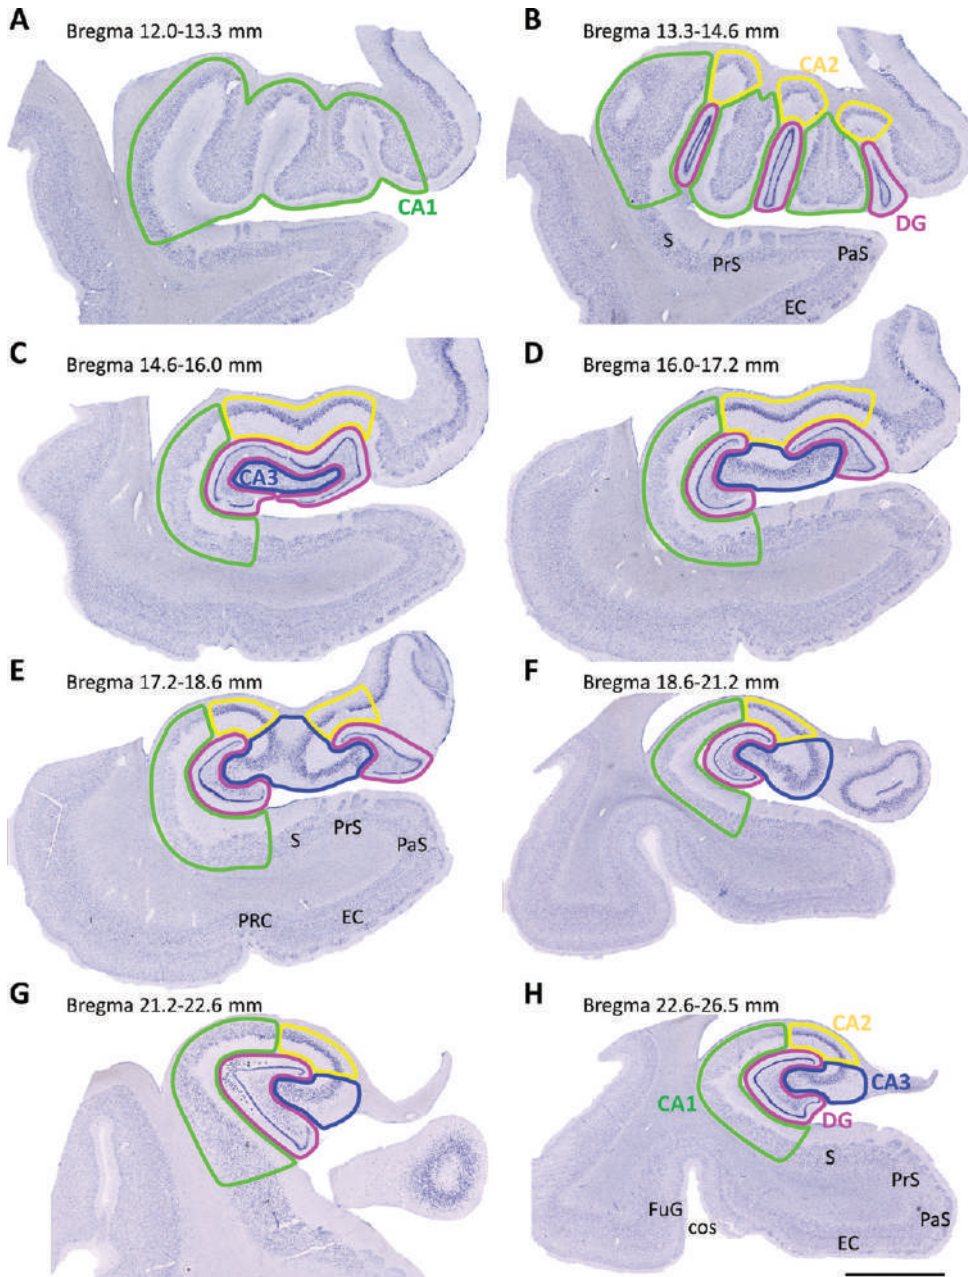 A
Bregma 12.0-13.3 mm
CA1
B
Bregma 13.3-14.6 mm
CA2
DG
S
PrS
PaS
EC
C
Bregma 14.6-16.0 mm
CA3
D
Bregma 16.0-17.2 mm
E
Bregma 17.2-18.6 mm
S
PrS
PaS
PRC
EC
F
Bregma 18.6-21.2 mm
G
Bregma 21.2-22.6 mm
H
Bregma 22.6-26.5 mm
CA2
CA3
CA1
DG
S
PrS
FuG
PaS
cos
EC